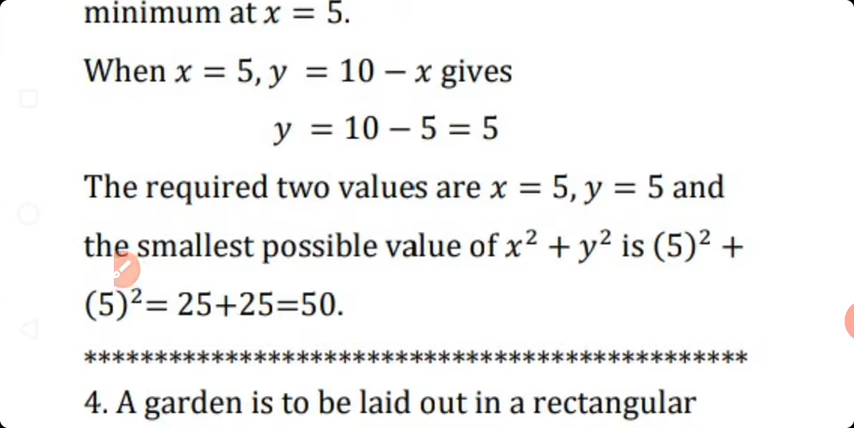 minimum at x = 5.
When x = 5, y = 10 − x gives
y = 10 − 5 = 5
The required two values are x = 5, y = 5 and
the smallest possible value of x² + y² is (5)² +
(5)²= 25+25=50.
***********************************************
4. A garden is to be laid out in a rectangular